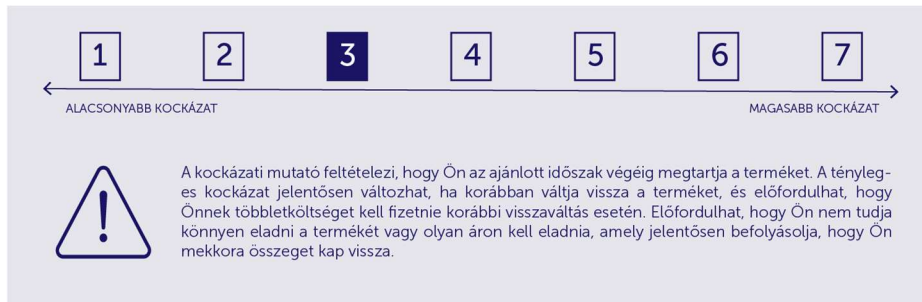 1 2 3 4 5 6 7
ALACSONYABB KOCKÁZAT MAGASABB KOCKÁZAT
A kockázati mutató feltételezi, hogy Ön az ajánlott időszak végéig megtartja a terméket. A tényleg-
es kockázat jelentősen változhat, ha korábban váltja vissza a terméket, és előfordulhat, hogy
Önnek többletköltséget kell fizetnie korábbi visszaváltás esetén. Előfordulhat, hogy Ön nem tudja
könnyen eladni a termékét vagy olyan áron kell eladnia, amely jelentősen befolyásolja, hogy Ön
mekkora összeget kap vissza.